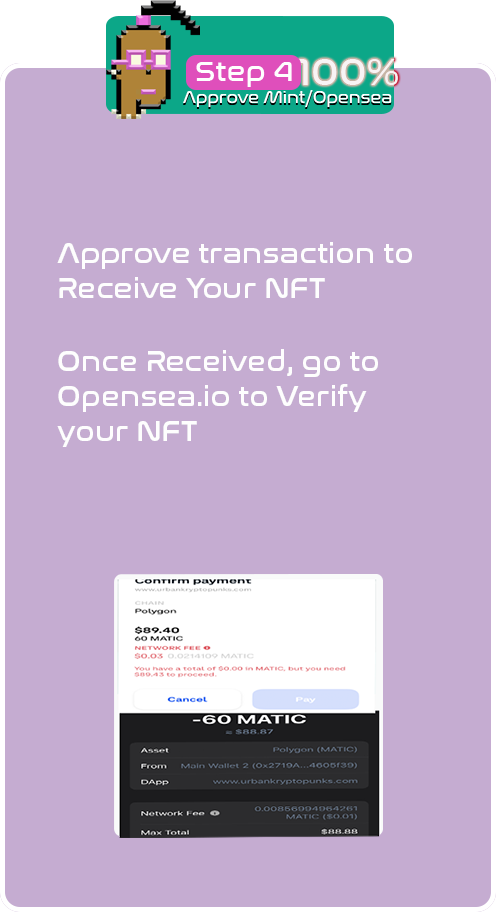 Step 4 100%
Approve Mint/Opensea
Approve transaction to
Receive Your NFT
Once Received, go to
Opensea.io to Verify
your NFT
Confirm payment
www.urbankryptopunks.com
CHAIN
Polygon
$89.40
60 MATIC
NETWORK FEE
$0.03 0.0214109 MATIC
You have a total of $0.00 in MATIC, but you need
$89.43 to proceed.
Cancel Pay
-60 MATIC
≈ $88.87
Asset Polygon (MATIC)
From Main Wallet 2 (0x2719A...4605f39)
DApp www.urbankryptopunks.com
Network Fee 0.00856994964261
MATIC ($0.01)
Max Total $88.88